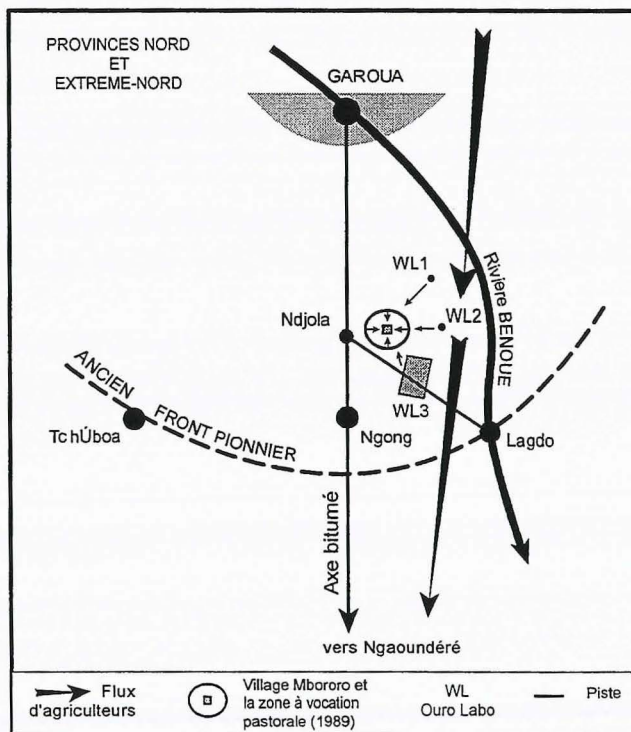 PROVINCES NORD
ET
EXTREME-NORD
GAROUA
WL1
Rivière BENOUE
WL2
Ndjola
ANCIEN FRONT PIONNIER
WL3
TchÚboa
Ngong
Lagdo
Axe bitumé
vers Ngaoundéré
Flux
d'agriculteurs
Village Mbororo et
la zone à vocation
pastorale (1989)
WL
Ouro Labo
Piste